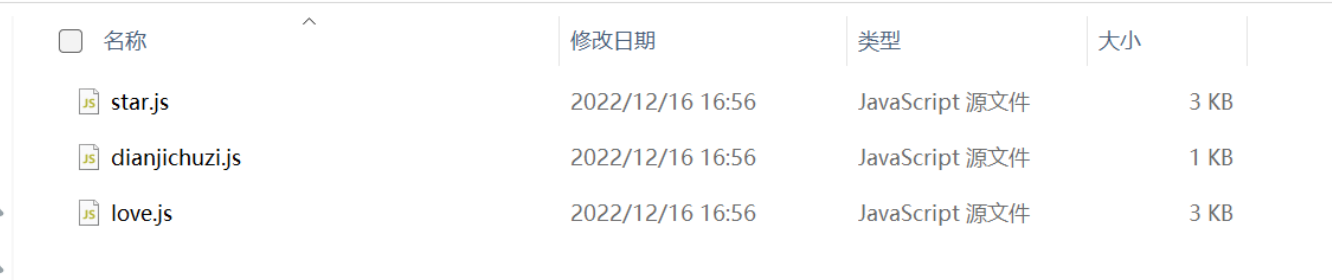 名称 修改日期 类型 大小
star.js 2022/12/16 16:56 JavaScript 源文件 3 KB
dianjichuzi.js 2022/12/16 16:56 JavaScript 源文件 1 KB
love.js 2022/12/16 16:56 JavaScript 源文件 3 KB